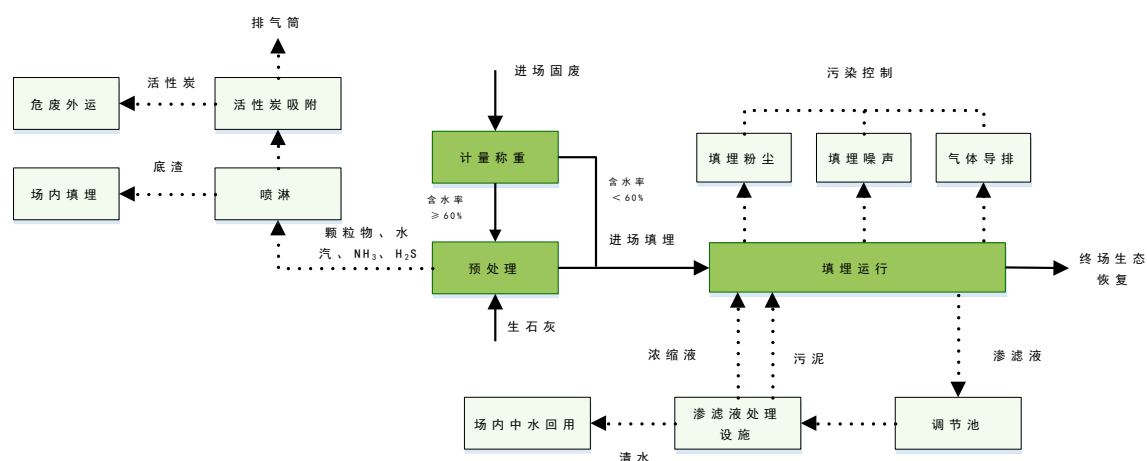 排气筒
进场固废
污染控制
活性炭
危废外运
活性炭吸附
计量称重
填埋粉尘
填埋噪声
气体导排
底渣
场内填埋
喷淋
含水率
≥60%
含水率
<60%
颗粒物、水
汽、NH₃、H₂S
预处理
进场填埋
填埋运行
终场生态
恢复
生石灰
浓缩液
污泥
渗滤液
场内中水回用
渗滤液处理
设施
调节池
清水